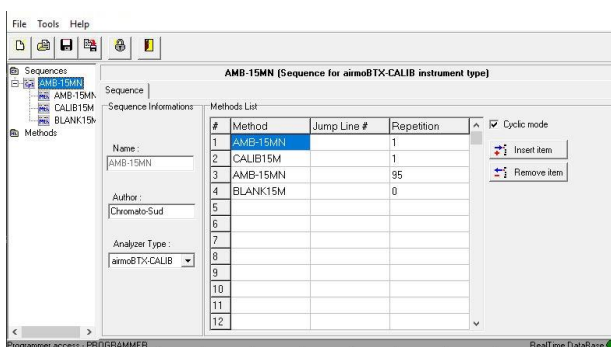 File Tools Help
AMB-15MN (Sequence for airmoBTX-CALIB instrument type)
Sequences
AMB-15MN
AMB-15MN
CALIB15M
BLANK15M
Methods
Sequence
Sequence Informations
Name :
AMB-15MN
Author :
Chromato-Sud
Analyzer Type :
airmoBTX-CALIB
Methods List
# Method Jump Line # Repetition
1 AMB-15MN 1
2 CALIB15M 1
3 AMB-15MN 95
4 BLANK15M 0
5
6
7
8
9
10
11
12
Cyclic mode
Insert item
Remove item
Programmer access - PROGRAMMER
RealTime DataBase